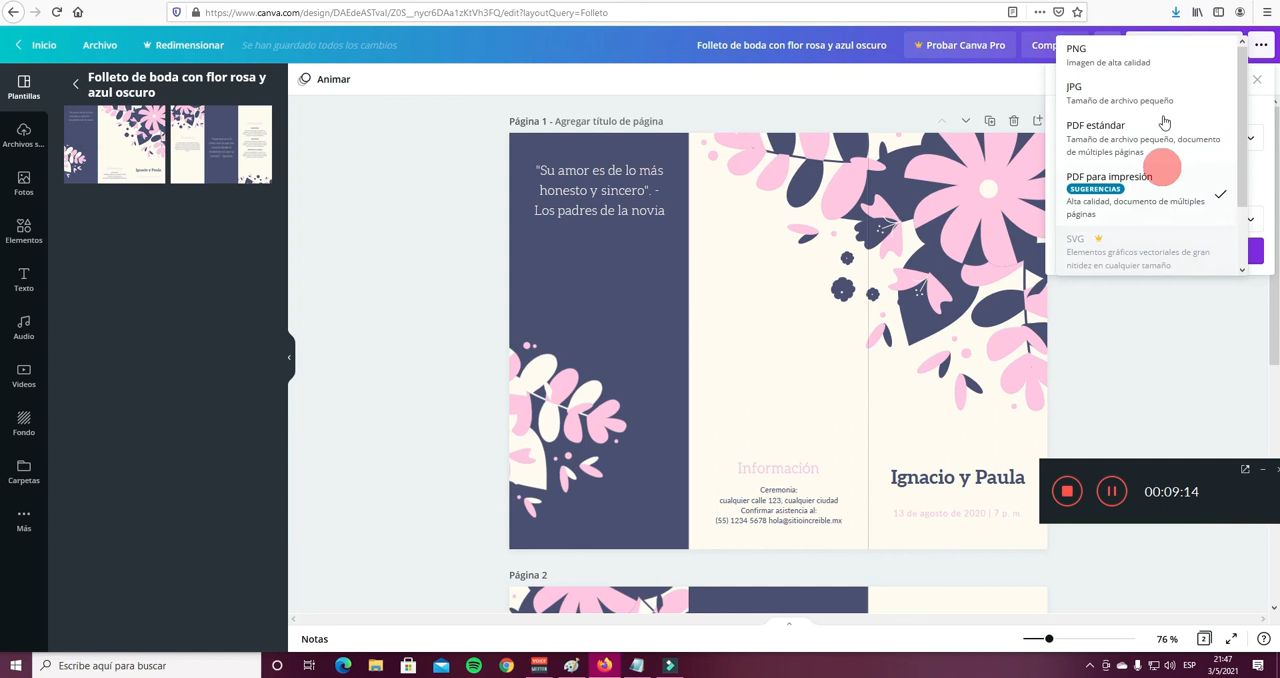 https://www.canva.com/design/DAEdeASTvaI/Z0S__nycr6DAa1zKtVh3FQ/edit?layoutQuery=Folleto
Inicio
Archivo
Redimensionar
Se han guardado todos los cambios
Folleto de boda con flor rosa y azul oscuro
Probar Canva Pro
Comp
Plantillas
Archivos s...
Fotos
Elementos
Texto
Audio
Videos
Fondo
Carpetas
Más
Folleto de boda con flor rosa y
azul oscuro
Ignacio y Paula
Animar
Página 1 - Agregar título de página
"Su amor es de lo más
honesto y sincero". -
Los padres de la novia
Información
Ceremonia:
cualquier calle 123, cualquier ciudad
Confirmar asistencia al:
(55) 1234 5678 hola@sitioincreible.mx
Ignacio y Paula
13 de agosto de 2020 | 7 p. m.
Página 2
PNG
Imagen de alta calidad
JPG
Tamaño de archivo pequeño
PDF estándar
Tamaño de archivo pequeño, documento
de múltiples páginas
PDF para impresión
SUGERENCIAS
Alta calidad, documento de múltiples
páginas
SVG
Elementos gráficos vectoriales de gran
nitidez en cualquier tamaño
00:09:14
Notas
76 %
2
Escribe aquí para buscar
ESP
21:47
3/5/2021